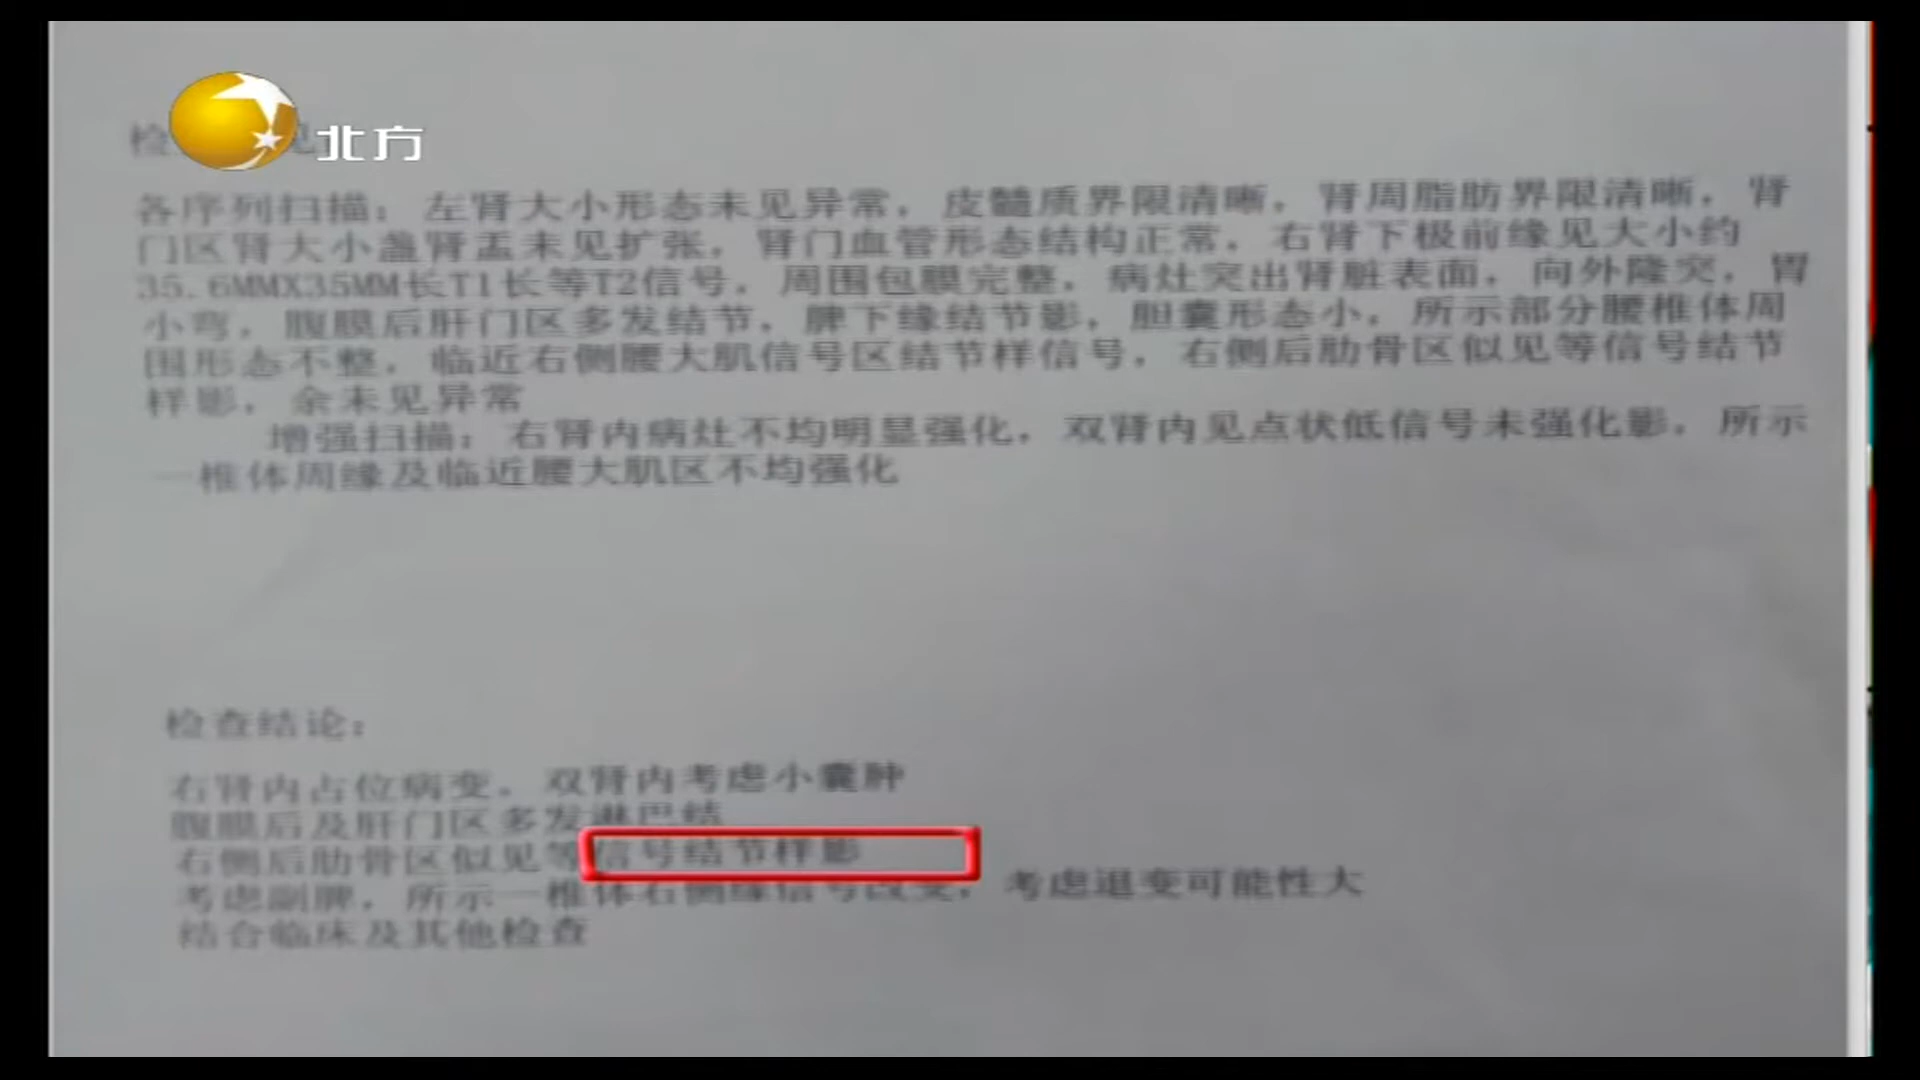 北方
各序列扫描：左肾大小形态未见异常，皮髓质界限清晰，肾周脂肪界限清晰，肾
门区肾大小盏肾盂未见扩张，肾门血管形态结构正常，右肾下极前缘见大小约
35.6MMX35MM长T1长等T2信号，周围包膜完整，病灶突出肾脏表面，向外隆突，胃
小弯，腹膜后肝门区多发结节，脾下缘结节影，胆囊形态小，所示部分腰椎体周
围形态不整，临近右侧腰大肌信号区结节样信号，右侧后肋骨区似见等信号结节
样影，余未见异常
增强扫描：右肾内病灶不均明显强化，双肾内见点状低信号未强化影，所示
一椎体周缘及临近腰大肌区不均强化
检查结论：
右肾内占位病变，双肾内考虑小囊肿
腹膜后及肝门区多发淋巴结
右侧后肋骨区似见等信号结节样影
考虑副脾，所示一椎体右侧缘信号改变，考虑退变可能性大
结合临床及其他检查